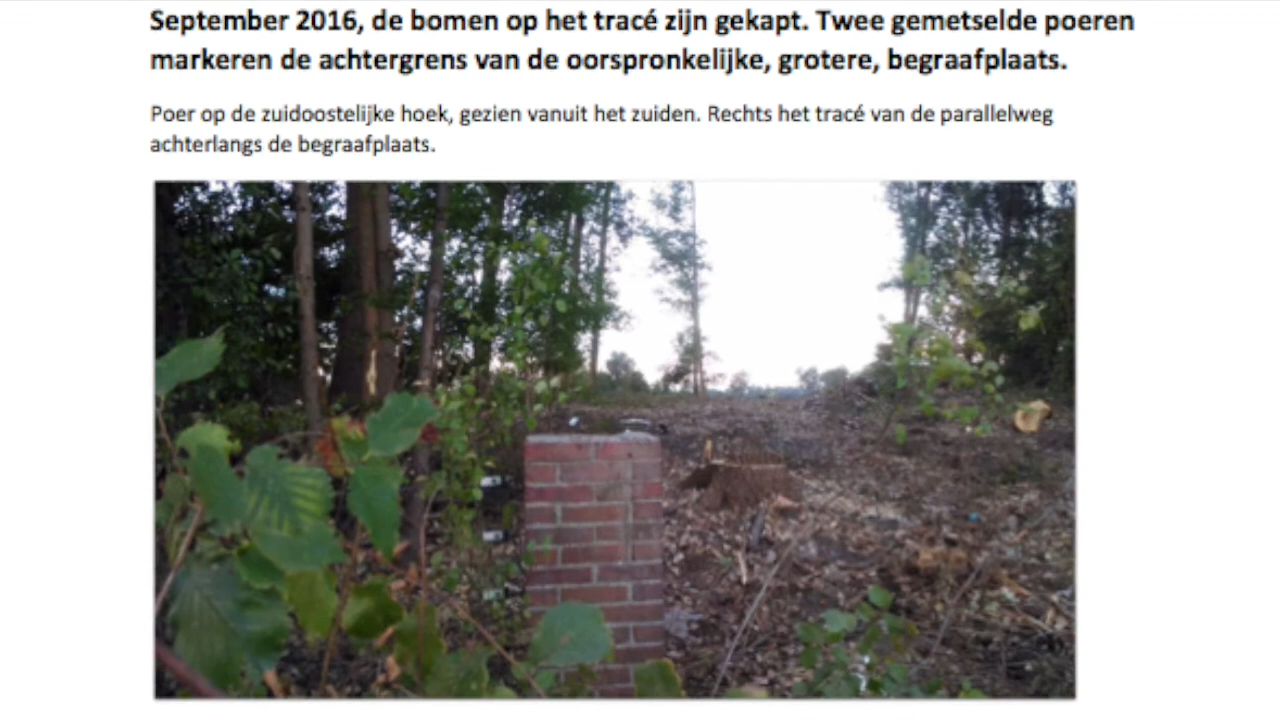 September 2016, de bomen op het tracé zijn gekapt. Twee gemetselde poeren
markeren de achtergrens van de oorspronkelijke, grotere, begraafplaats.
Poer op de zuidoostelijke hoek, gezien vanuit het zuiden. Rechts het tracé van de parallelweg
achterlangs de begraafplaats.